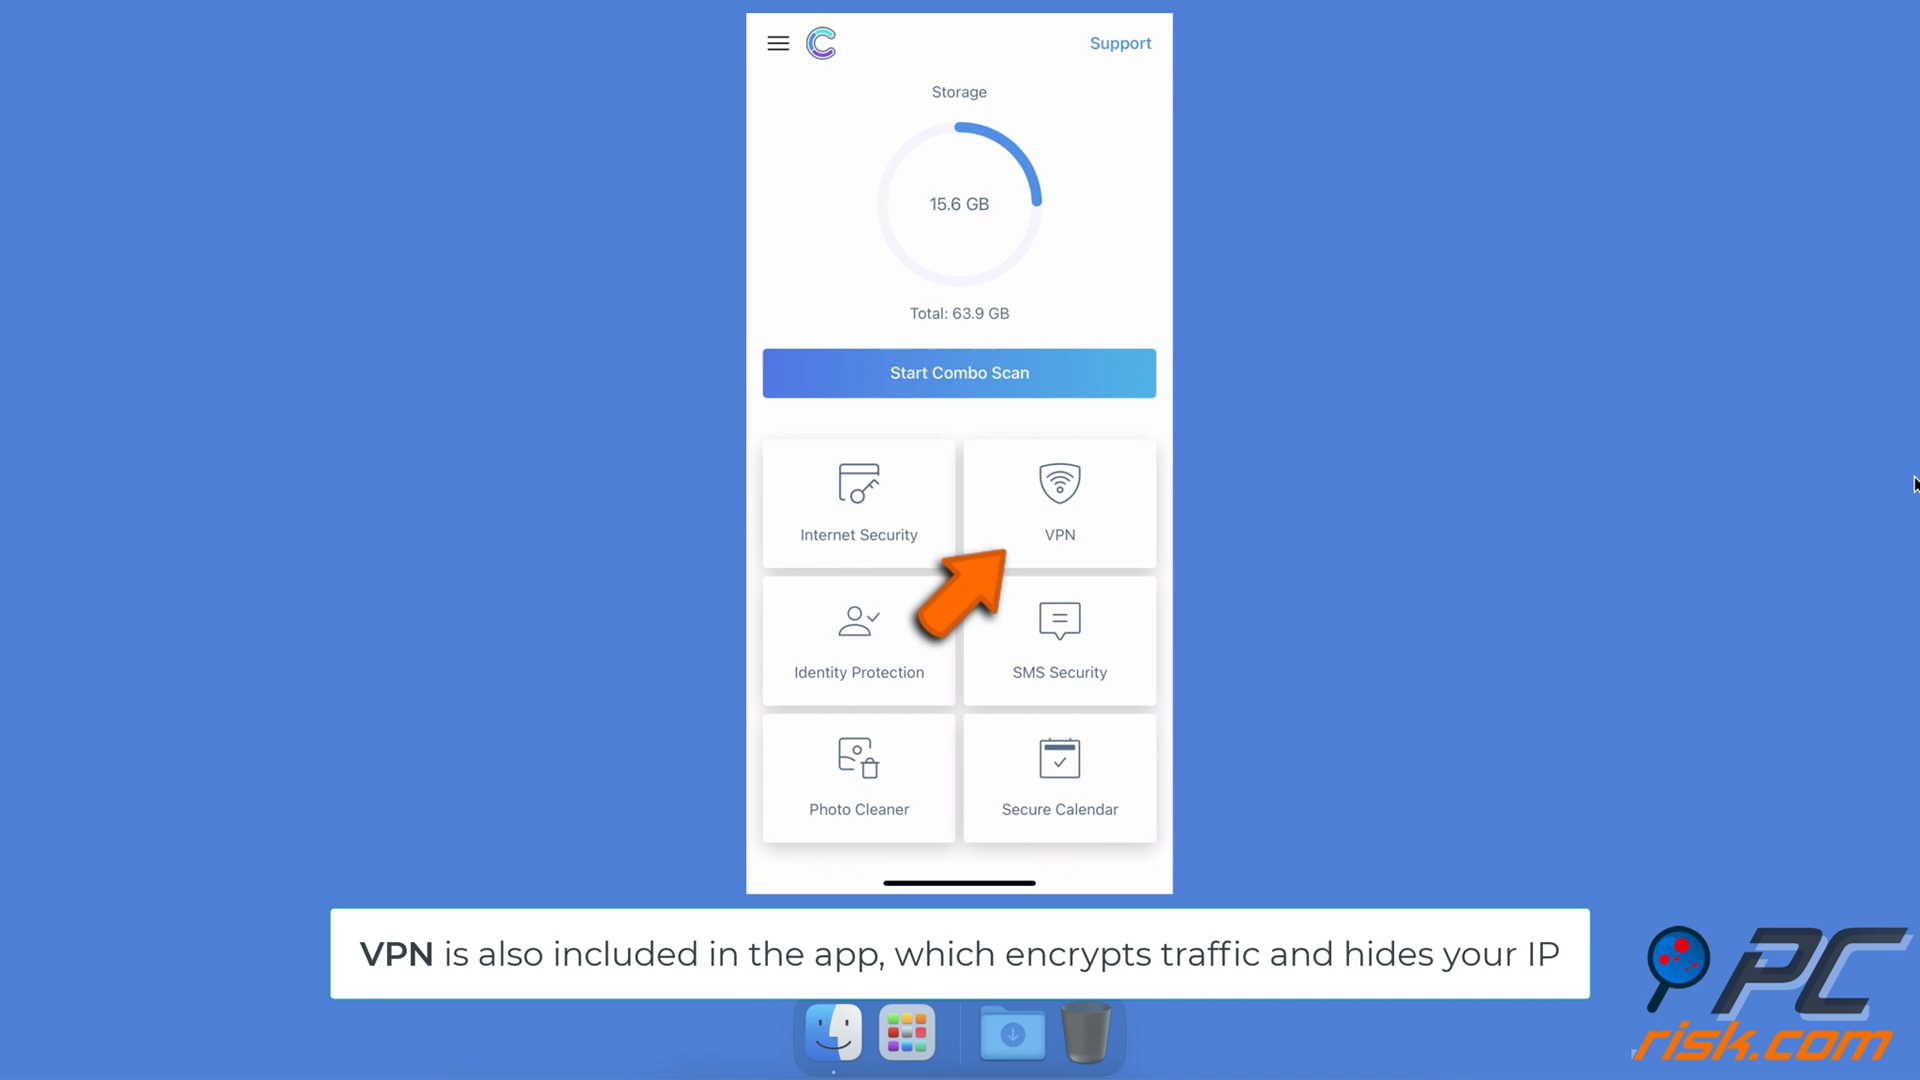 Support
Storage
15.6 GB
Total: 63.9 GB
Start Combo Scan
Internet Security
VPN
Identity Protection
SMS Security
Photo Cleaner
Secure Calendar
VPN is also included in the app, which encrypts traffic and hides your IP
PC
risk.com